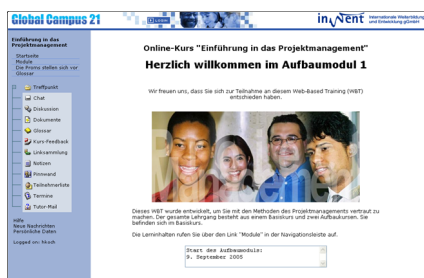 Global Campus 21
LOGIN
inWent Internationale Weiterbildung
und Entwicklung gGmbH
Einführung in das
Projektmanagement
Startseite
Module
Die Proms stellen sich vor
Glossar
Treffpunkt
Chat
Diskussion
Dokumente
Glossar
Kurs-Feedback
Linksammlung
Notizen
Pinnwand
Teilnehmerliste
Termine
Tutor-Mail
Hilfe
Neue Nachrichten
Persönliche Daten
Online-Kurs "Einführung in das Projektmanagement"
Herzlich willkommen im Aufbaumodul 1
Wir freuen uns, dass Sie sich zur Teilnahme an diesem Web-Based Training (WBT)
entschieden haben.
Project
Management
Dieses WBT wurde entwickelt, um Sie mit den Methoden des Projektmanagements vertraut zu
machen. Der gesamte Lehrgang besteht aus einem Basiskurs und zwei Aufbaukursen. Sie
befinden sich im Basiskurs.
Die Lerninhalten rufen Sie über den Link "Module" in der Navigationsleiste auf.
Start des Aufbaumoduls:
9. September 2005